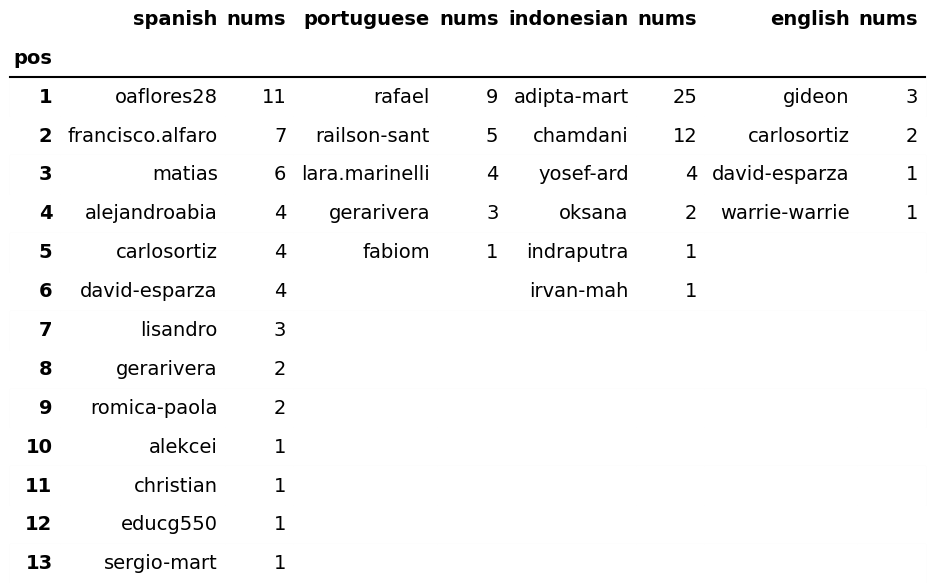 spanish nums portuguese nums indonesian nums english nums
pos
1 oaflores28 11 rafael 9 adipta-mart 25 gideon 3
2 francisco.alfaro 7 railson-sant 5 chamdani 12 carlosortiz 2
3 matias 6 lara.marinelli 4 yosef-ard 4 david-esparza 1
4 alejandroabia 4 gerarivera 3 oksana 2 warrie-warrie 1
5 carlosortiz 4 fabiom 1 indraputra 1
6 david-esparza 4 irvan-mah 1
7 lisandro 3
8 gerarivera 2
9 romica-paola 2
10 alekcei 1
11 christian 1
12 educg550 1
13 sergio-mart 1